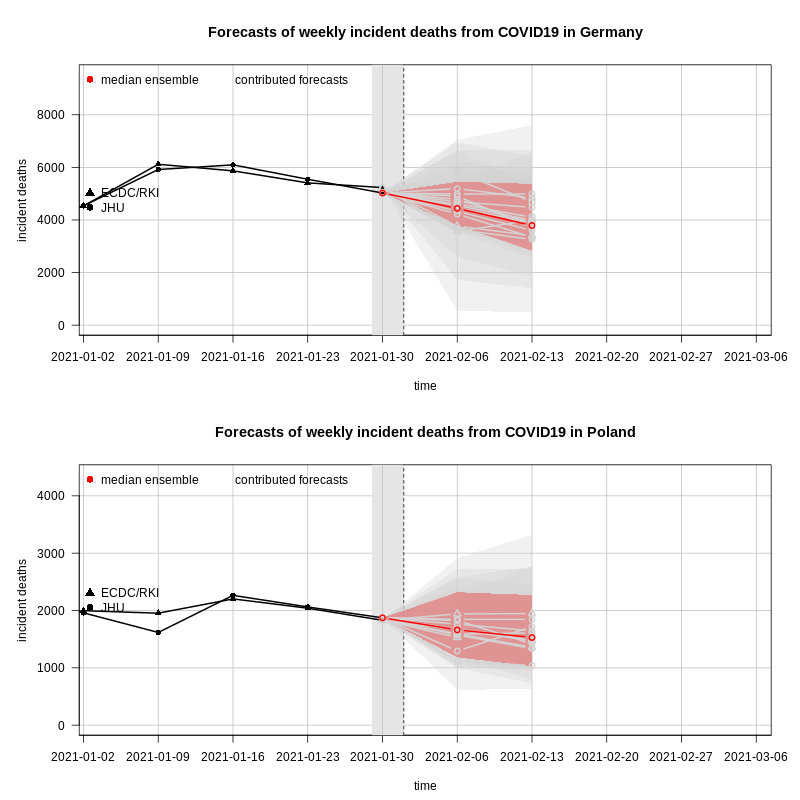 Forecasts of weekly incident deaths from COVID19 in Germany
median ensemble contributed forecasts
8000
6000
ECDC/RKI
JHU
4000
2000
0
incident deaths
2021-01-02 2021-01-09 2021-01-16 2021-01-23 2021-01-30 2021-02-06 2021-02-13 2021-02-20 2021-02-27 2021-03-06
time
Forecasts of weekly incident deaths from COVID19 in Poland
median ensemble contributed forecasts
4000
3000
ECDC/RKI
JHU
2000
1000
0
incident deaths
2021-01-02 2021-01-09 2021-01-16 2021-01-23 2021-01-30 2021-02-06 2021-02-13 2021-02-20 2021-02-27 2021-03-06
time